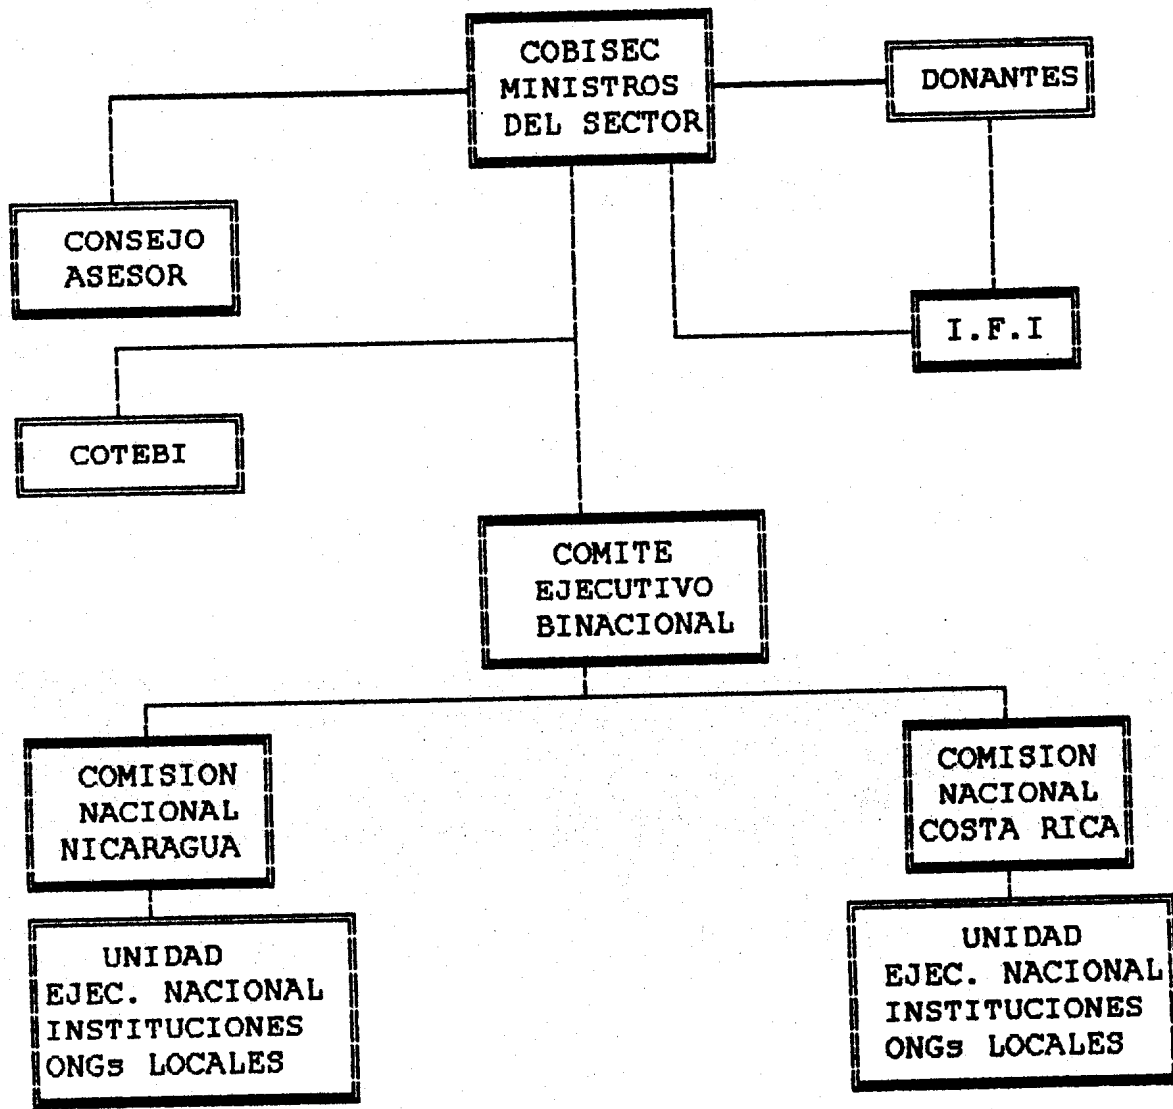 COBISEC
MINISTROS
DEL SECTOR
DONANTES
CONSEJO
ASESOR
I.F.I
COTEBI
COMITE
EJECUTIVO
BINACIONAL
COMISION
NACIONAL
NICARAGUA
COMISION
NACIONAL
COSTA RICA
UNIDAD
EJEC. NACIONAL
INSTITUCIONES
ONGs LOCALES
UNIDAD
EJEC. NACIONAL
INSTITUCIONES
ONGs LOCALES